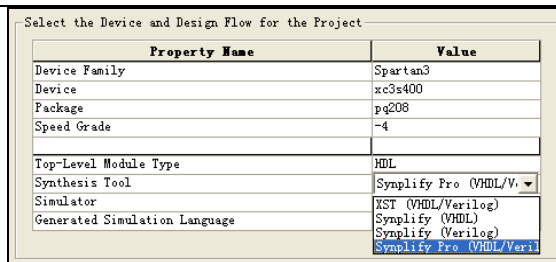 Select the Device and Design Flow for the Project
Property Name Value
Device Family Spartan3
Device xc3s400
Package pq208
Speed Grade -4
Top-Level Module Type HDL
Synthesis Tool Synplify Pro (VHDL/V
Simulator XST (VHDL/Verilog)
Generated Simulation Language Synplify (VHDL)
Synplify (Verilog)
Synplify Pro (VHDL/Veril